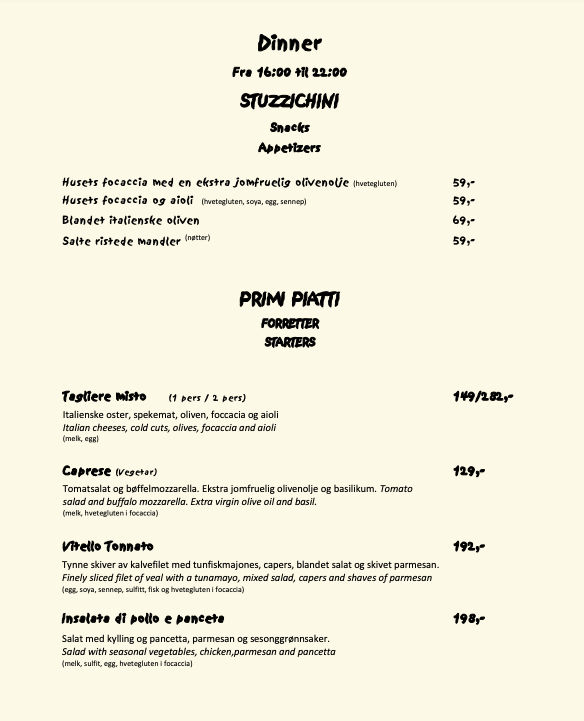 Dinner
Fra 16:00 til 22:00
STUZZICHINI
Snacks
Appetizers
Husets focaccia med en ekstra jomfruelig olivenolje (hvetegluten) 59,-
Husets focaccia og aioli (hvetegluten, soya, egg, sennep) 59,-
Blandet italienske oliven 69,-
Salte ristede mandler (nøtter) 59,-
PRIMI PIATTI
FORRETTER
STARTERS
Tagliere misto (1 pers / 2 pers) 149/282,-
Italienske oster, spekemat, oliven, foccacia og aioli
Italian cheeses, cold cuts, olives, focaccia and aioli
(melk, egg)
Caprese (Vegetar) 129,-
Tomatsalat og bøffelmozzarella. Ekstra jomfruelig olivenolje og basilikum. Tomato
salad and buffalo mozzarella. Extra virgin olive oil and basil.
(melk, hvetegluten i focaccia)
Vitello Tonnato 192,-
Tynne skiver av kalvefilet med tunfiskmajones, capers, blandet salat og skivet parmesan.
Finely sliced filet of veal with a tunamayo, mixed salad, capers and shaves of parmesan
(egg, soya, sennep, sulfitt, fisk og hvetegluten i focaccia)
Insalata di pollo e panceta 198,-
Salat med kylling og pancetta, parmesan og sesonggrønnsaker.
Salad with seasonal vegetables, chicken,parmesan and pancetta
(melk, sulfit, egg, hvetegluten i focaccia)